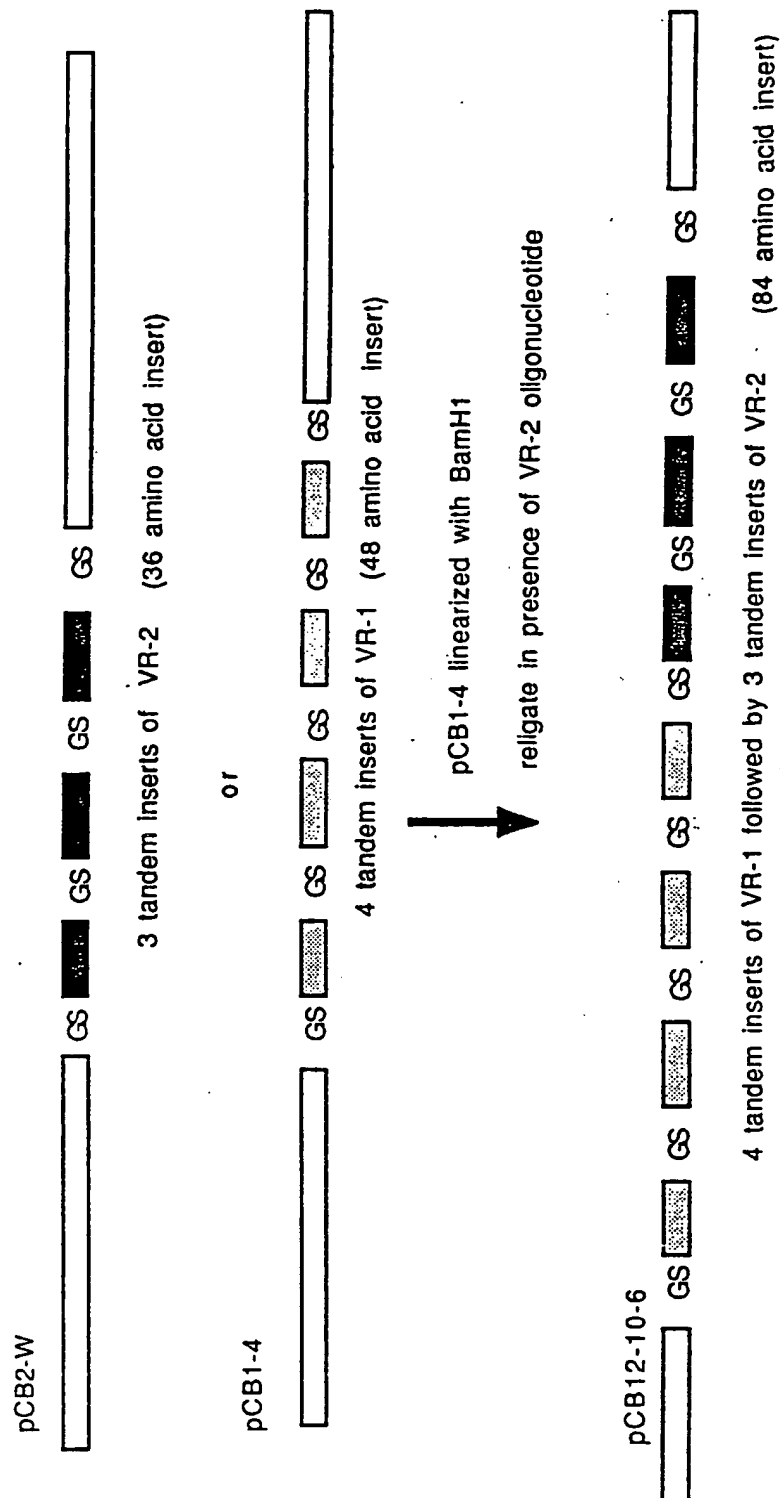 pCB2-W
GS GS GS GS
3 tandem inserts of VR-2 (36 amino acid insert)
or
pCB1-4
GS GS GS GS GS
4 tandem inserts of VR-1 (48 amino acid insert)
pCB1-4 linearized with BamH1
religate in presence of VR-2 oligonucleotide
pCB12-10-6
GS GS GS GS GS GS GS GS
4 tandem inserts of VR-1 followed by 3 tandem inserts of VR-2 (84 amino acid insert)